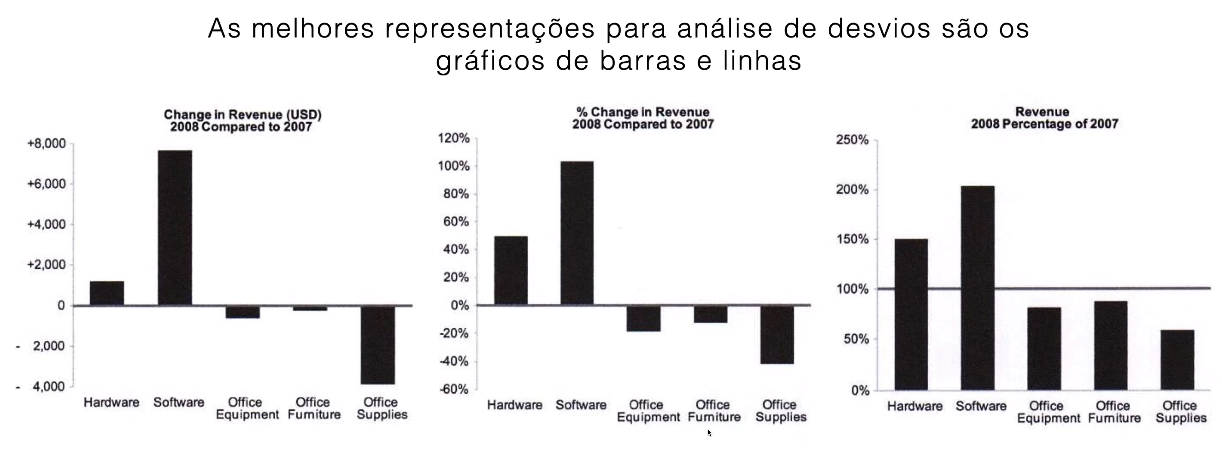 As melhores representações para análise de desvios são os
gráficos de barras e linhas
Change in Revenue (USD)
2008 Compared to 2007
+8,000
+6,000
+4,000
+2,000
0
- 2,000
- 4,000
Hardware Software Office Office Office
Equipment Furniture Supplies
% Change in Revenue
2008 Compared to 2007
120%
100%
80%
60%
40%
20%
0%
-20%
-40%
-60%
Hardware Software Office Office Office
Equipment Furniture Supplies
Revenue
2008 Percentage of 2007
250%
200%
150%
100%
50%
0%
Hardware Software Office Office Office
Equipment Furniture Supplies